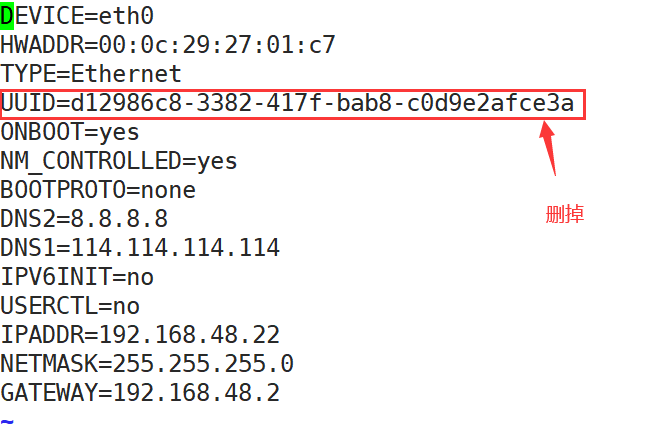 DEVICE=eth0
HWADDR=00:0c:29:27:01:c7
TYPE=Ethernet
UUID=d12986c8-3382-417f-bab8-c0d9e2afce3a
ONBOOT=yes
NM_CONTROLLED=yes
BOOTPROTO=none
删掉
DNS2=8.8.8.8
DNS1=114.114.114.114
IPV6INIT=no
USERCTL=no
IPADDR=192.168.48.22
NETMASK=255.255.255.0
GATEWAY=192.168.48.2
~